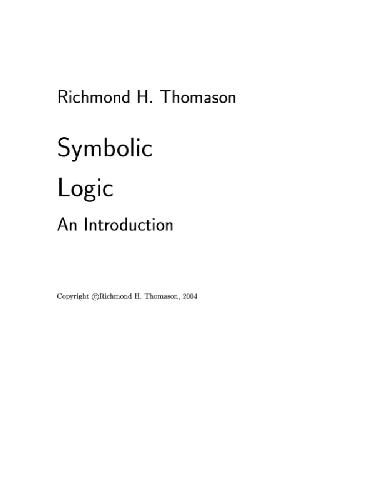 Richmond H. Thomason
Symbolic
Logic
An Introduction
Copyright ©Richmond H. Thomason, 2004